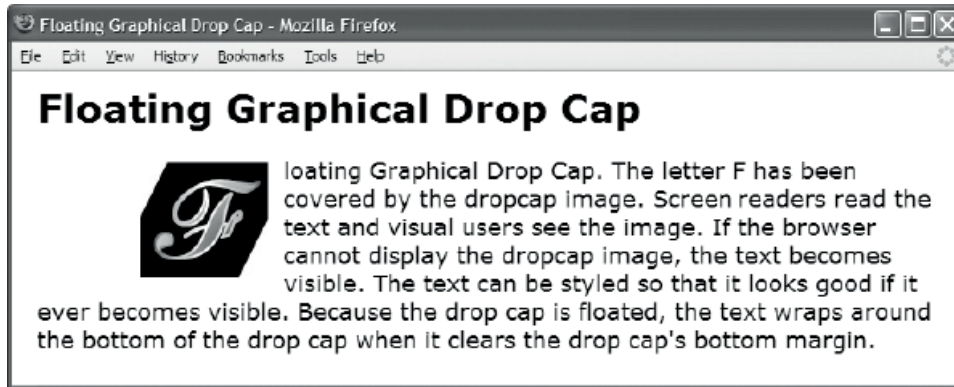 Floating Graphical Drop Cap - Mozilla Firefox
File Edit View History Bookmarks Tools Help
Floating Graphical Drop Cap
F
loating Graphical Drop Cap. The letter F has been
covered by the dropcap image. Screen readers read the
text and visual users see the image. If the browser
cannot display the dropcap image, the text becomes
visible. The text can be styled so that it looks good if it
ever becomes visible. Because the drop cap is floated, the text wraps around
the bottom of the drop cap when it clears the drop cap's bottom margin.